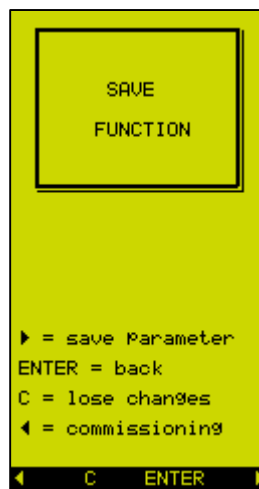 SAVE
FUNCTION
▶ = save Parameter
ENTER = back
C = lose changes
◀ = commissioning
◀ C ENTER ▶